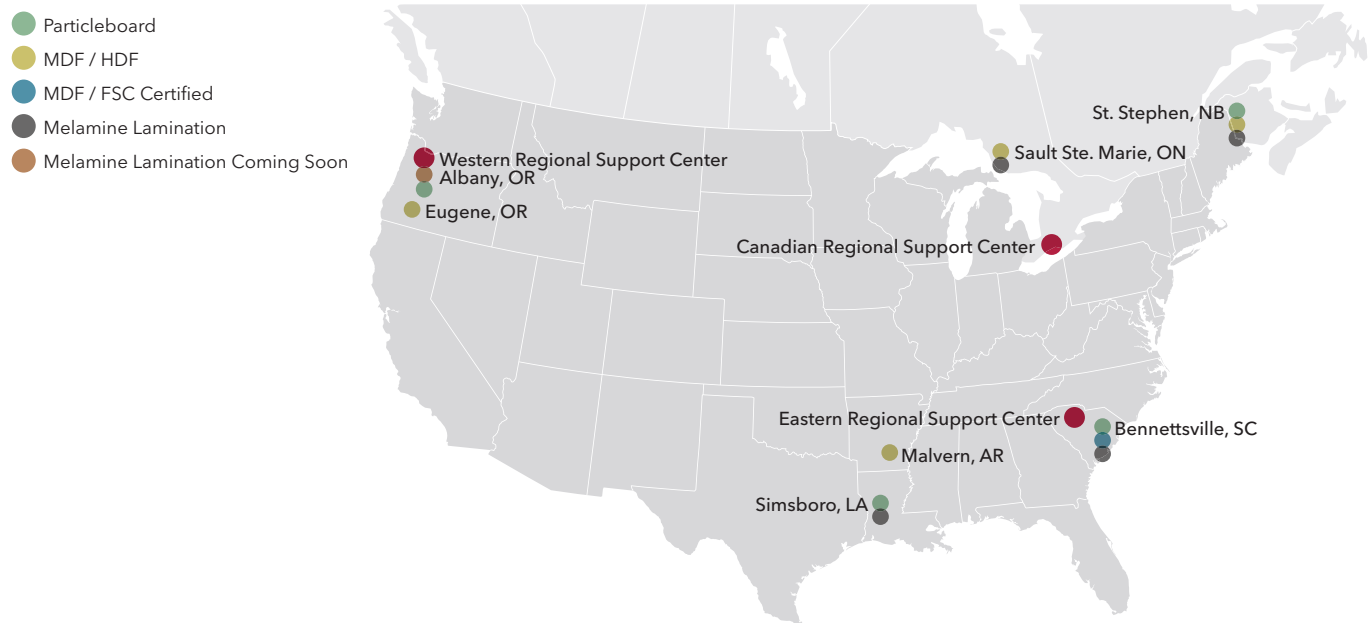 Particleboard
MDF / HDF
MDF / FSC Certified
Melamine Lamination
Melamine Lamination Coming Soon
St. Stephen, NB
Sault Ste. Marie, ON
Western Regional Support Center
Albany, OR
Eugene, OR
Canadian Regional Support Center
Eastern Regional Support Center
Bennettsville, SC
Malvern, AR
Simsboro, LA